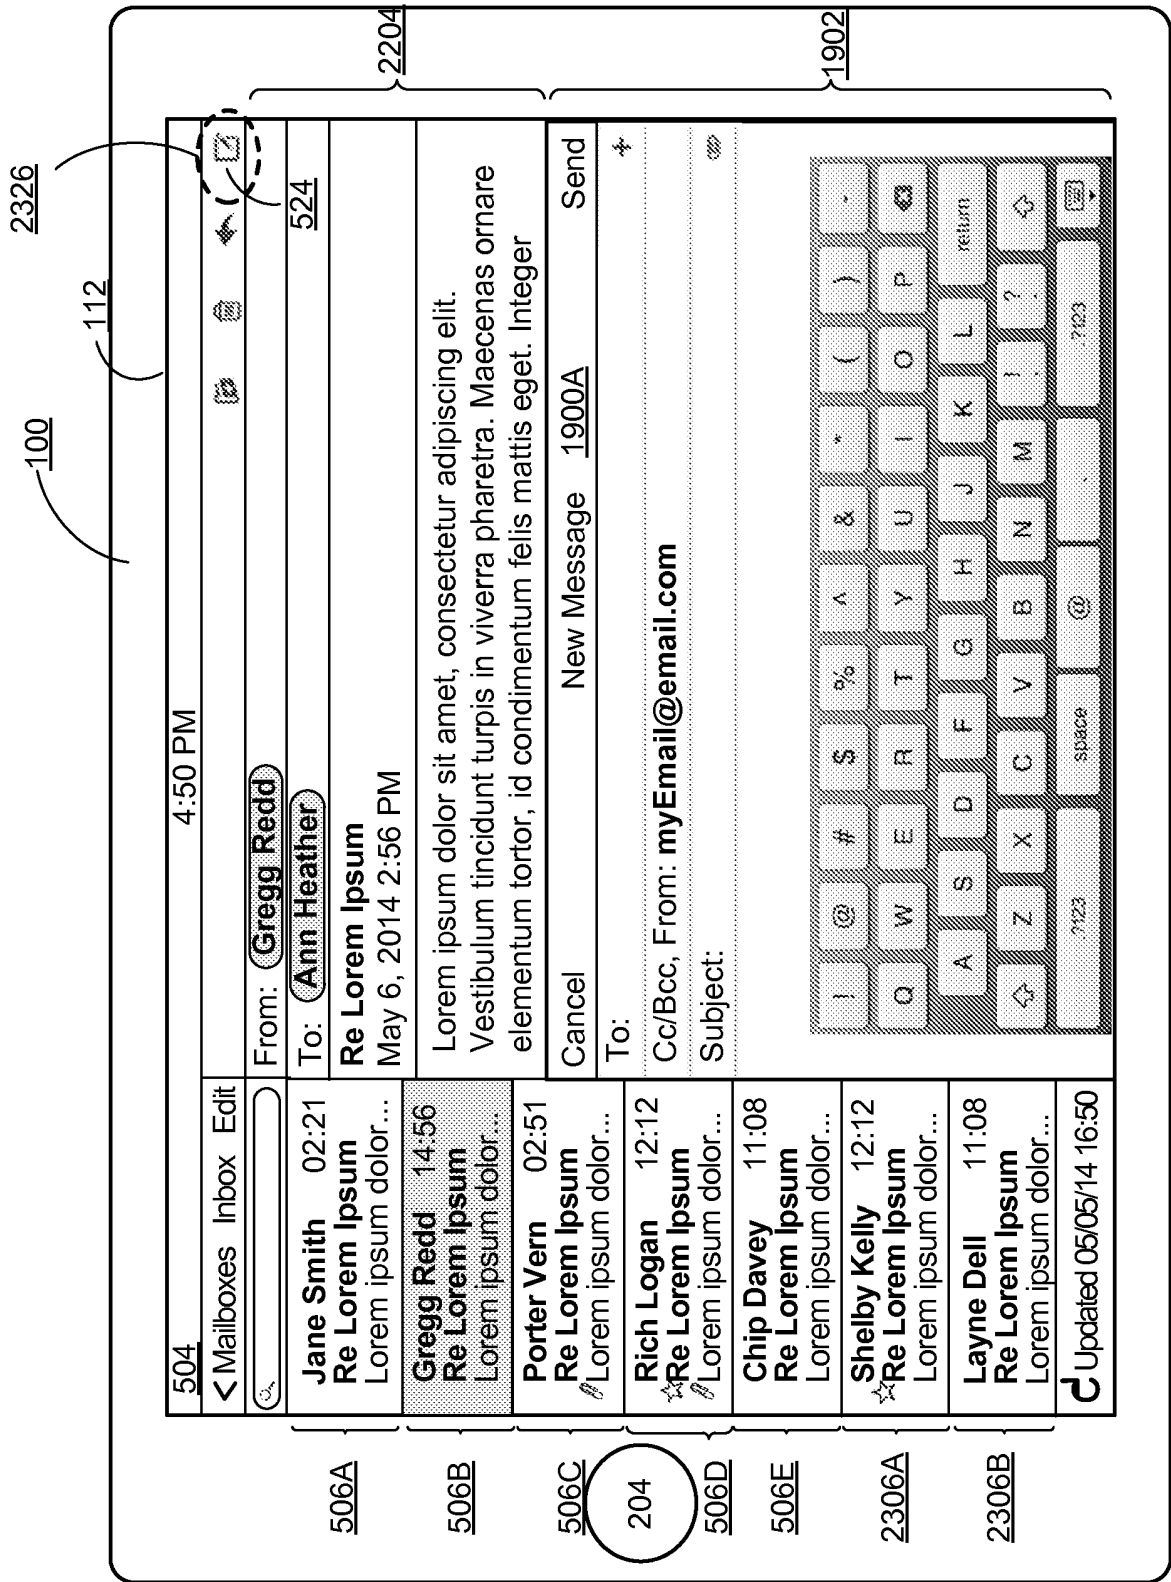 100
112
2326
504
4:50 PM
< Mailboxes Inbox Edit
524
From: Gregg Redd
To: Ann Heather
Re Lorem Ipsum
May 6, 2014 2:56 PM
Lorem ipsum dolor sit amet, consectetur adipiscing elit.
Vestibulum tincidunt turpis in viverra pharetra. Maecenas ornare
elementum tortor, id condimentum felis mattis eget. Integer
2204
506A
Jane Smith 02:21
Re Lorem Ipsum
Lorem ipsum dolor...
506B
Gregg Redd 14:56
Re Lorem Ipsum
Lorem ipsum dolor...
506C
Porter Vern 02:51
Re Lorem Ipsum
Lorem ipsum dolor...
204
506D
Rich Logan 12:12
Re Lorem Ipsum
Lorem ipsum dolor...
506E
Chip Davey 11:08
Re Lorem Ipsum
Lorem ipsum dolor...
2306A
Shelby Kelly 12:12
Re Lorem Ipsum
Lorem ipsum dolor...
2306B
Layne Dell 11:08
Re Lorem Ipsum
Lorem ipsum dolor...
Updated 05/05/14 16:50
Cancel New Message 1900A Send
To: +
Cc/Bcc, From: myEmail@email.com
Subject:
1902
! @ # $ % ^ & * ( ) -
Q W E R T Y U I O P
A S D F G H J K L return
Z X C V B N M ! , ? .
.?123 space @ . .?123